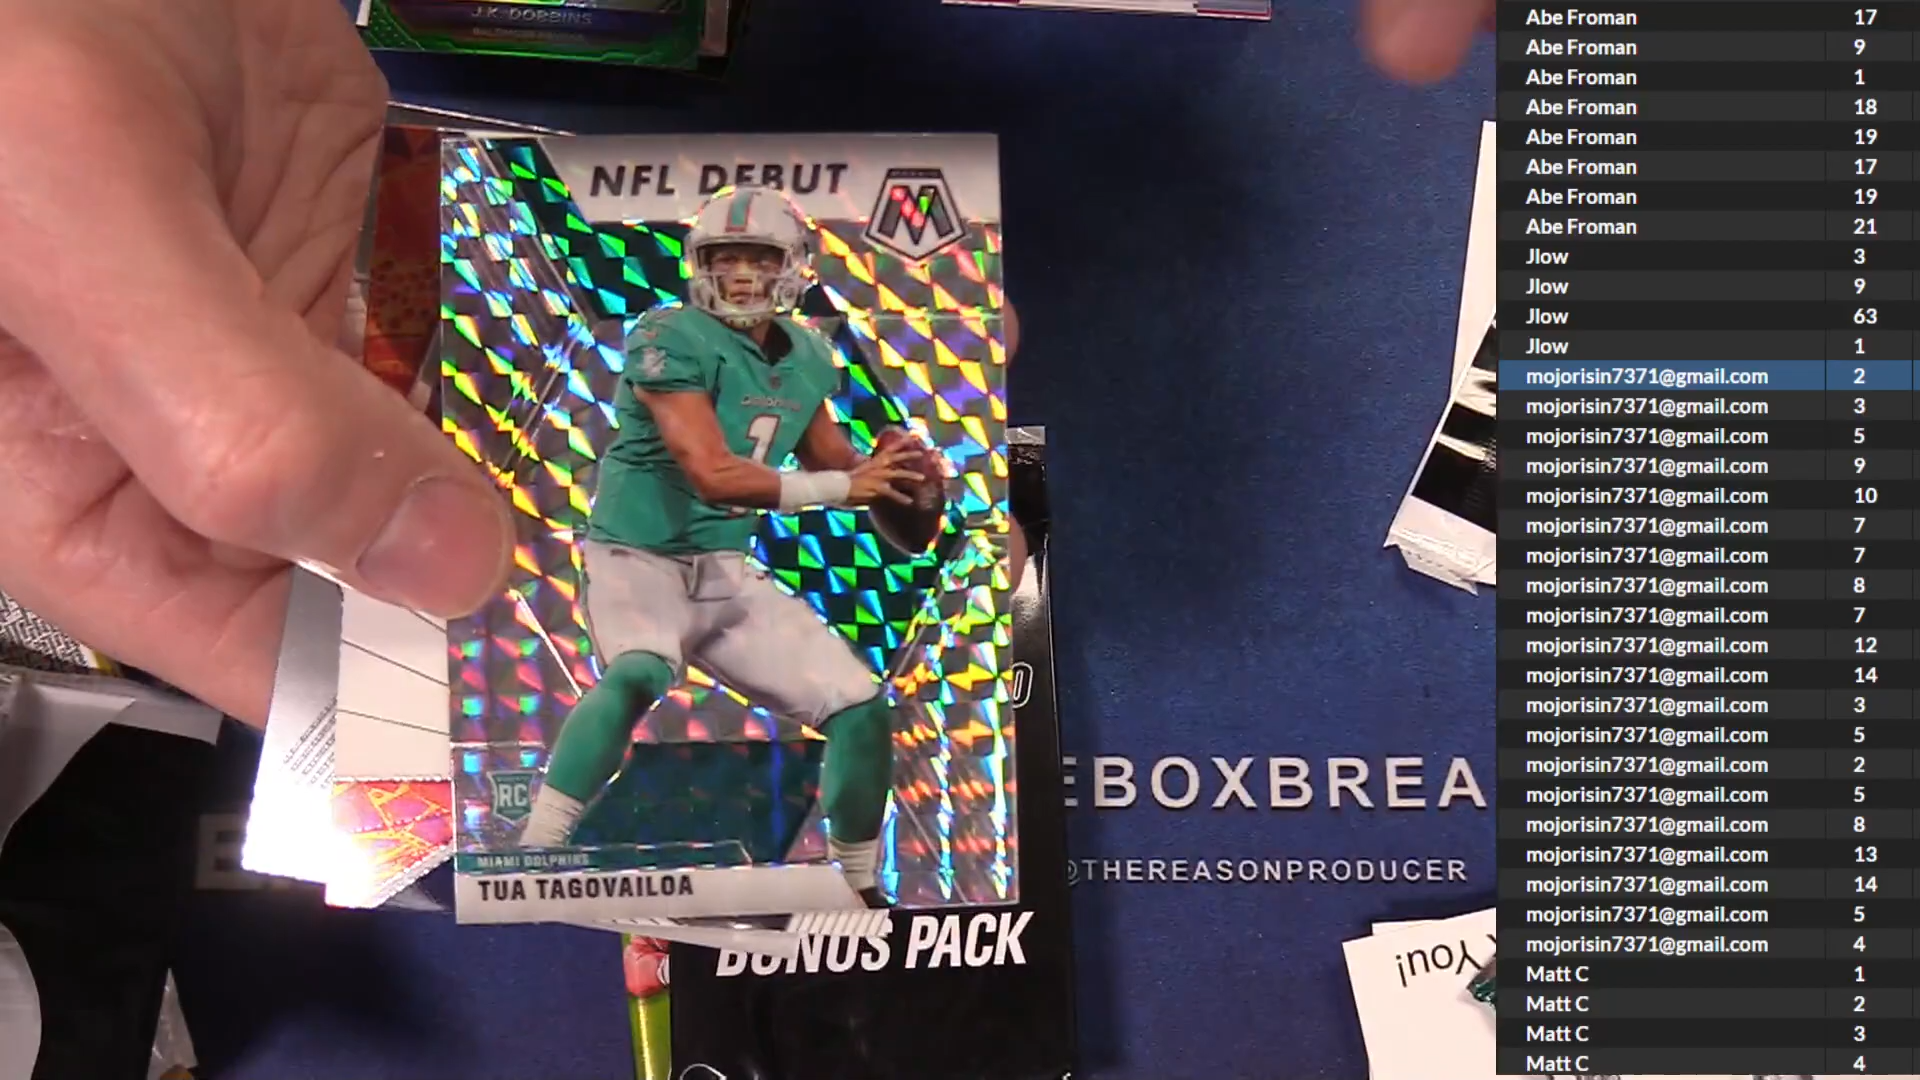 J.K. DOBBINS
BALTIMORE RAVENS
NFL DEBUT
M
Dolphins
1
RC
MIAMI DOLPHINS
TUA TAGOVAILOA
BONUS PACK
EBOXBREA
@THEREASONPRODUCER
You!
Abe Froman 17
Abe Froman 9
Abe Froman 1
Abe Froman 18
Abe Froman 19
Abe Froman 17
Abe Froman 19
Abe Froman 21
Jlow 3
Jlow 9
Jlow 63
Jlow 1
mojorisin7371@gmail.com 2
mojorisin7371@gmail.com 3
mojorisin7371@gmail.com 5
mojorisin7371@gmail.com 9
mojorisin7371@gmail.com 10
mojorisin7371@gmail.com 7
mojorisin7371@gmail.com 7
mojorisin7371@gmail.com 8
mojorisin7371@gmail.com 7
mojorisin7371@gmail.com 12
mojorisin7371@gmail.com 14
mojorisin7371@gmail.com 3
mojorisin7371@gmail.com 5
mojorisin7371@gmail.com 2
mojorisin7371@gmail.com 5
mojorisin7371@gmail.com 8
mojorisin7371@gmail.com 13
mojorisin7371@gmail.com 14
mojorisin7371@gmail.com 5
mojorisin7371@gmail.com 4
Matt C 1
Matt C 2
Matt C 3
Matt C 4